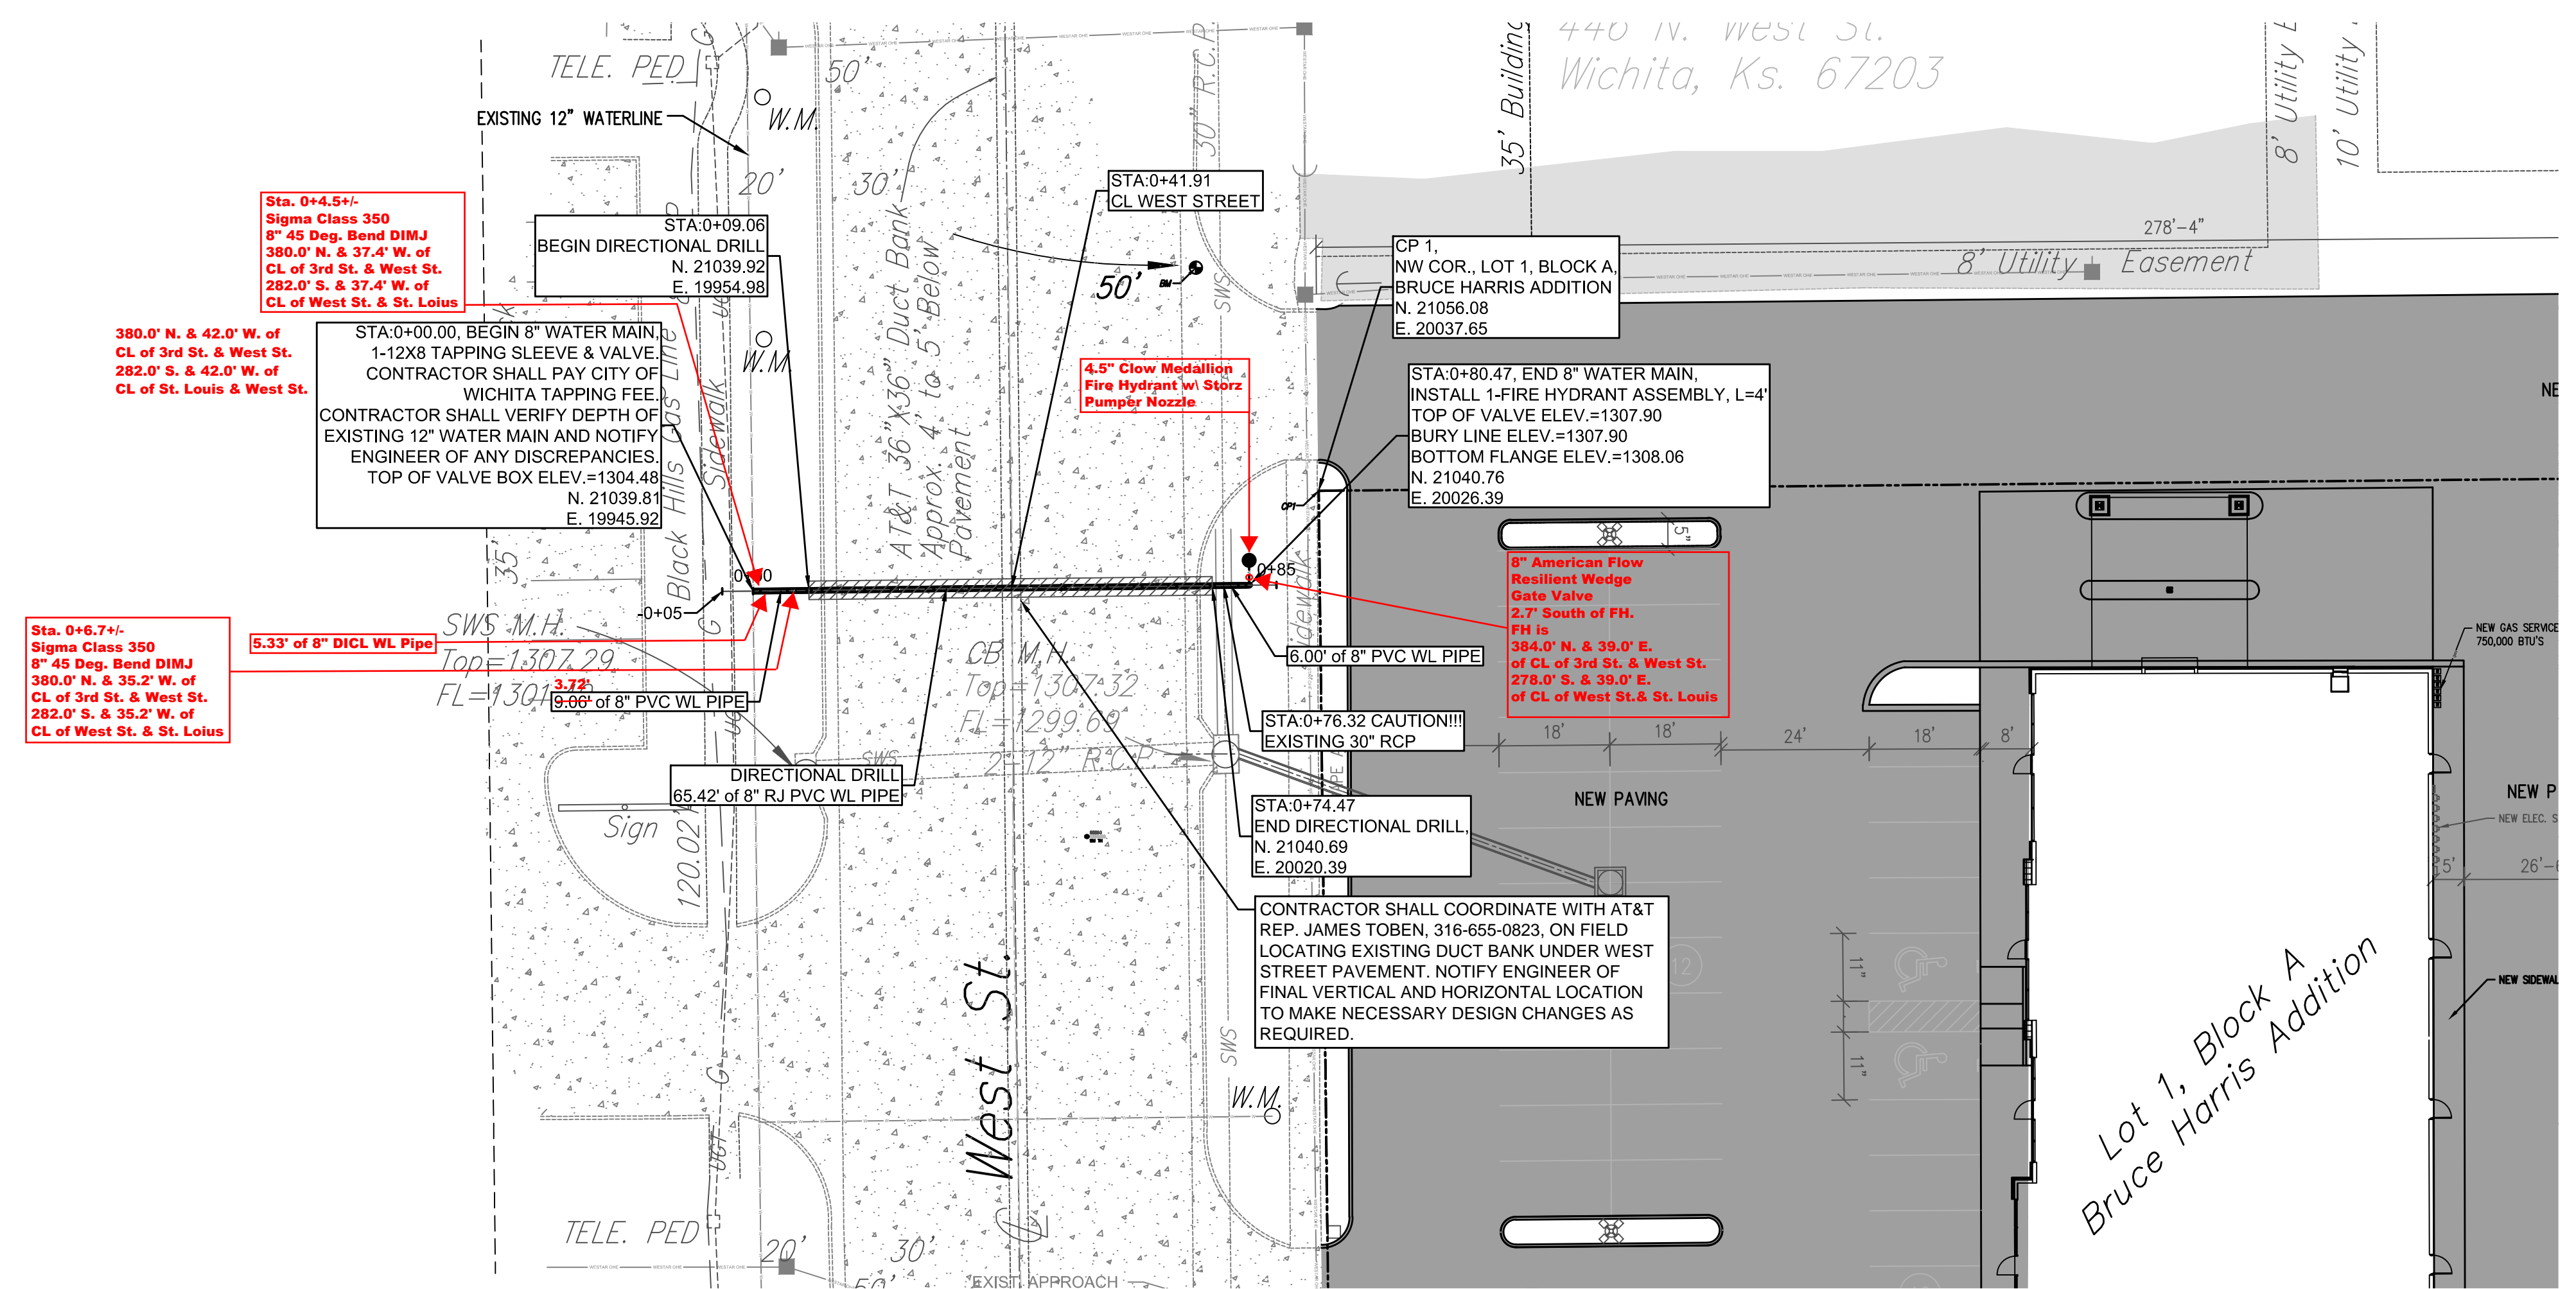 446 N. West St.
Wichita, Ks. 67203
35' Building
8' Utility E
10' Utility
TELE. PED
50'
W.M.
30" R.C.P.
EXISTING 12" WATERLINE
20'
30'
STA:0+41.91
CL WEST STREET
Sta. 0+4.5+/-
Sigma Class 350
8" 45 Deg. Bend DIMJ
380.0' N. & 37.4' W. of
CL of 3rd St. & West St.
282.0' S. & 37.4' W. of
CL of West St. & St. Loius
STA:0+09.06
BEGIN DIRECTIONAL DRILL
N. 21039.92
E. 19954.98
CP 1,
NW COR., LOT 1, BLOCK A,
BRUCE HARRIS ADDITION
N. 21056.08
E. 20037.65
278'-4"
8' Utility Easement
50'
BM
SWS
380.0' N. & 42.0' W. of
CL of 3rd St. & West St.
282.0' S. & 42.0' W. of
CL of St. Louis & West St.
STA:0+00.00, BEGIN 8" WATER MAIN,
1-12X8 TAPPING SLEEVE & VALVE.
CONTRACTOR SHALL PAY CITY OF
WICHITA TAPPING FEE.
CONTRACTOR SHALL VERIFY DEPTH OF
EXISTING 12" WATER MAIN AND NOTIFY
ENGINEER OF ANY DISCREPANCIES.
TOP OF VALVE BOX ELEV.=1304.48
N. 21039.81
E. 19945.92
W.M.
Black Hills Gas Line
Sidewalk
AT&T 36"X36" Duct Bank
Approx. 4' to 5' Below
Pavement
4.5" Clow Medallion
Fire Hydrant w\ Storz
Pumper Nozzle
STA:0+80.47, END 8" WATER MAIN,
INSTALL 1-FIRE HYDRANT ASSEMBLY, L=4'
TOP OF VALVE ELEV.=1307.90
BURY LINE ELEV.=1307.90
BOTTOM FLANGE ELEV.=1308.06
N. 21040.76
E. 20026.39
NE
CP1
35'
5"
0+85
-0+05
8" American Flow
Resilient Wedge
Gate Valve
2.7' South of FH.
FH is
384.0' N. & 39.0' E.
of CL of 3rd St. & West St.
278.0' S. & 39.0' E.
of CL of West St.& St. Louis
Sta. 0+6.7+/-
Sigma Class 350
8" 45 Deg. Bend DIMJ
380.0' N. & 35.2' W. of
CL of 3rd St. & West St.
282.0' S. & 35.2' W. of
CL of West St. & St. Loius
5.33' of 8" DICL WL Pipe
SWS M.H.
Top=1307.29
FL=1301
3.72'
9.06' of 8" PVC WL PIPE
CB M.H.
Top=1307.32
FL=1299.69
6.00' of 8" PVC WL PIPE
NEW GAS SERVICE
750,000 BTU'S
STA:0+76.32 CAUTION!!!
EXISTING 30" RCP
18'
18'
24'
18'
8'
SWS
2-12" R.C.P.
DIRECTIONAL DRILL
65.42' of 8" RJ PVC WL PIPE
STA:0+74.47
END DIRECTIONAL DRILL,
N. 21040.69
E. 20020.39
NEW PAVING
NEW P
NEW ELEC. S
Sign
120.02'
5'
26'-
CONTRACTOR SHALL COORDINATE WITH AT&T
REP. JAMES TOBEN, 316-655-0823, ON FIELD
LOCATING EXISTING DUCT BANK UNDER WEST
STREET PAVEMENT. NOTIFY ENGINEER OF
FINAL VERTICAL AND HORIZONTAL LOCATION
TO MAKE NECESSARY DESIGN CHANGES AS
REQUIRED.
12
11"
11"
NEW SIDEWAL
West St.
SWS
G
UGT
W.M.
Lot 1, Block A
Bruce Harris Addition
TELE. PED
20'
30'
50'
EXIST. APPROACH